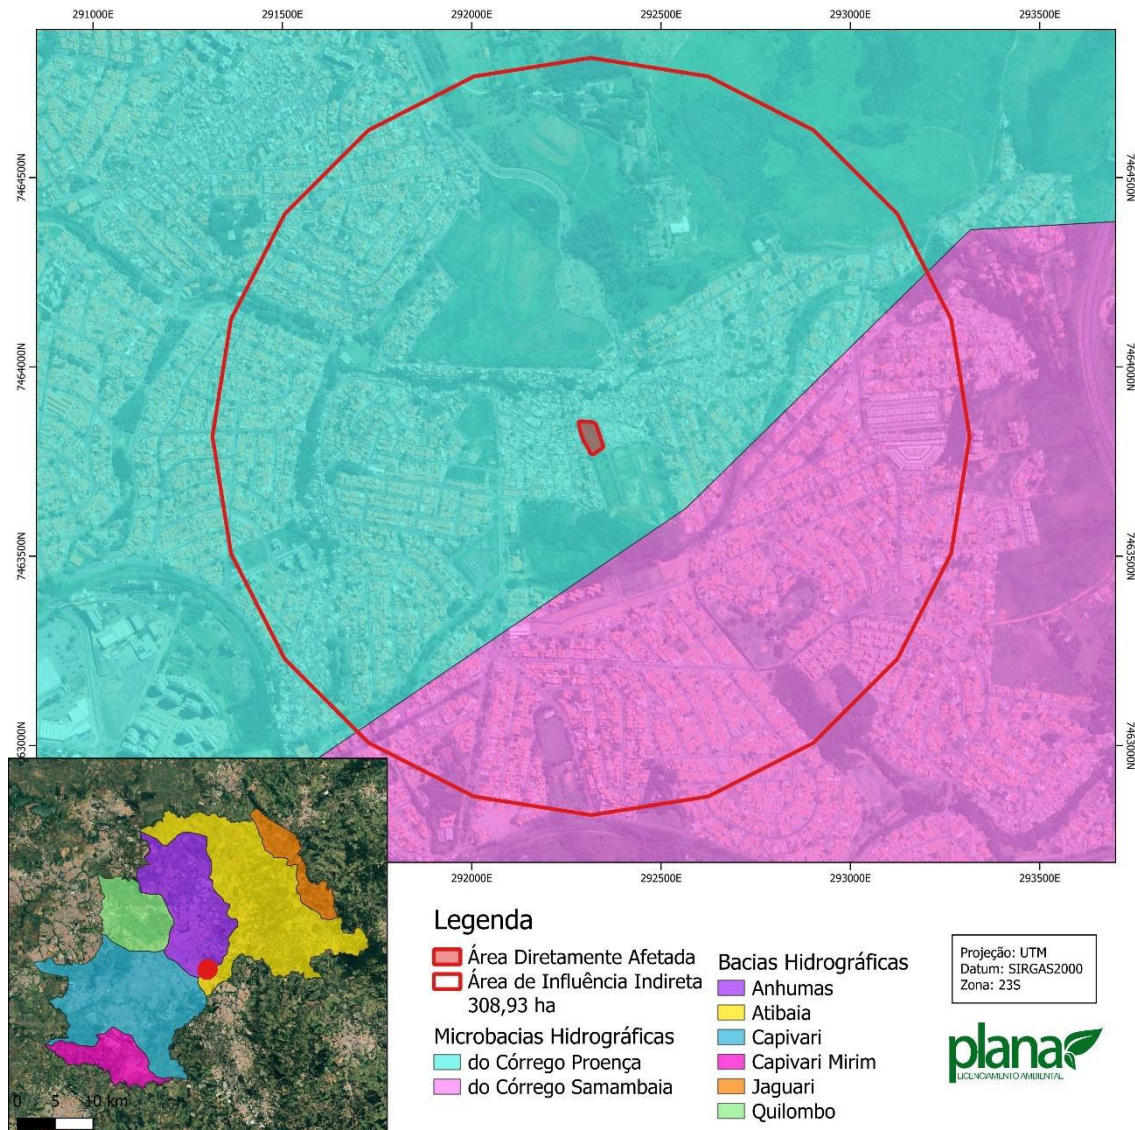 291000E 291500E 292000E 292500E 293000E 293500E
7464500N 7464500N
7464000N 7464000N
7463500N 7463500N
63000N 7463000N
292000E 292500E 293000E 293500E
0 5 10 km
Legenda
Área Diretamente Afetada
Área de Influência Indireta
308,93 ha
Microbacias Hidrográficas
do Córrego Proença
do Córrego Samambaia
Bacias Hidrográficas
Anhumas
Atibaia
Capivari
Capivari Mirim
Jaguari
Quilombo
Projeção: UTM
Datum: SIRGAS2000
Zona: 23S
plana
LICENCIAMENTO AMBIENTAL